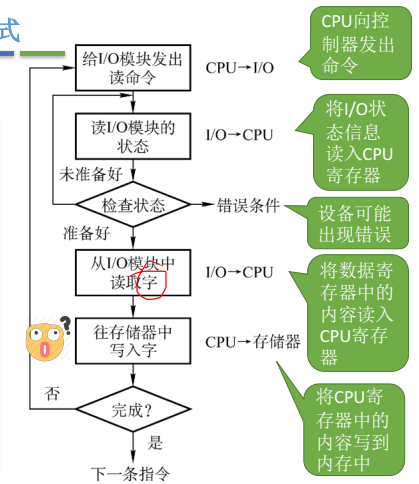 式
给I/O模块发出
读命令
CPU→I/O
CPU向控
制器发出
命令
读I/O模块的
状态
I/O→CPU
将I/O状
态信息
读入CPU
寄存器
未准备好
检查状态
错误条件
设备可能
出现错误
准备好
从I/O模块中
读取字
I/O→CPU
将数据寄
存器中的
内容读入
CPU寄存
器
?
往存储器中
写入字
CPU→存储器
否
完成?
将CPU寄
存器中的
内容写到
内存中
是
下一条指令